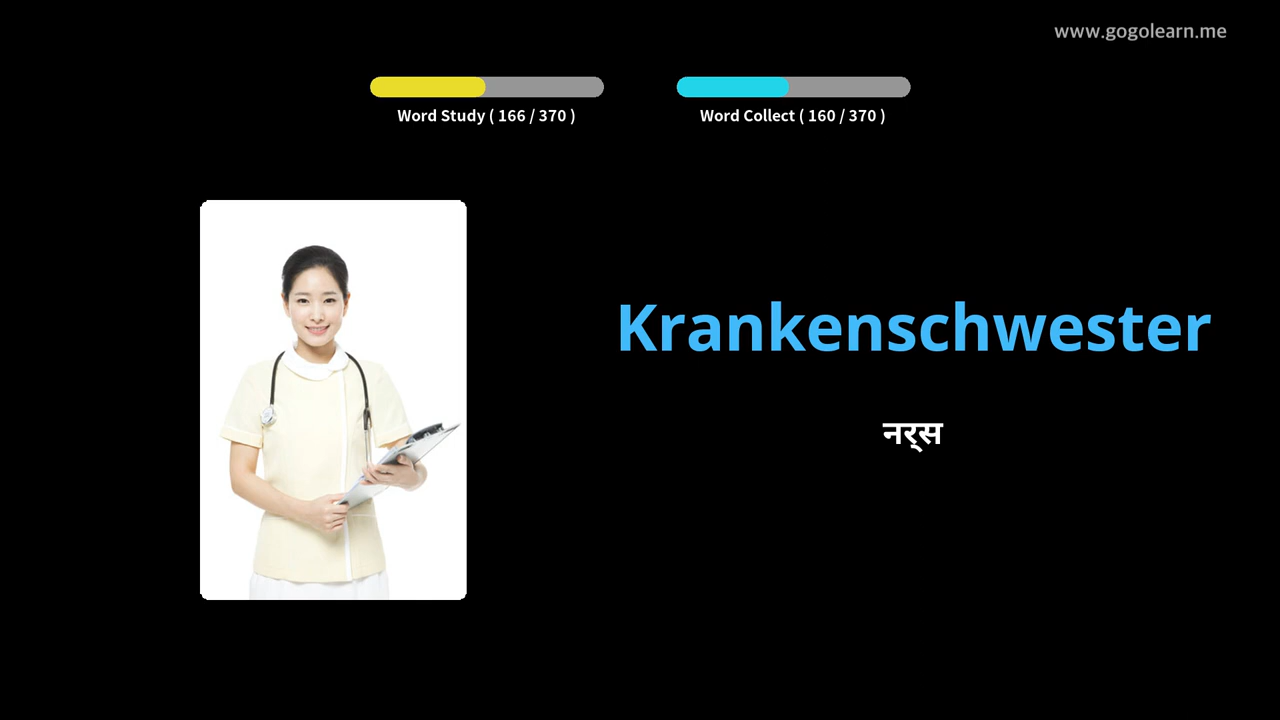 www.gogolearn.me
Word Study ( 166 / 370 )
Word Collect ( 160 / 370 )
Krankenschwester
नर्स